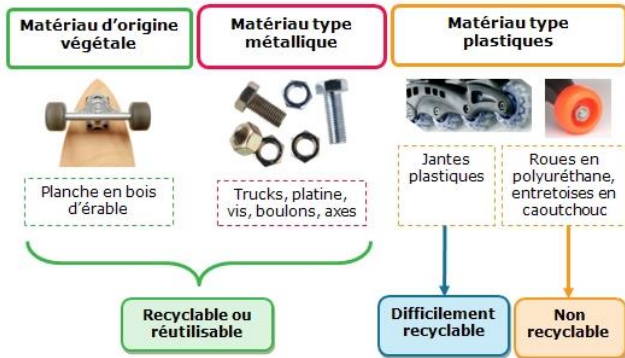 Matériau d’origine
végétale
Matériau type
métallique
Matériau type
plastiques
Planche en bois
d’érable
Trucks, platine,
vis, boulons, axes
Jantes
plastiques
Roues en
polyuréthane,
entretoises en
caoutchouc
Recyclable ou
réutilisable
Difficilement
recyclable
Non
recyclable